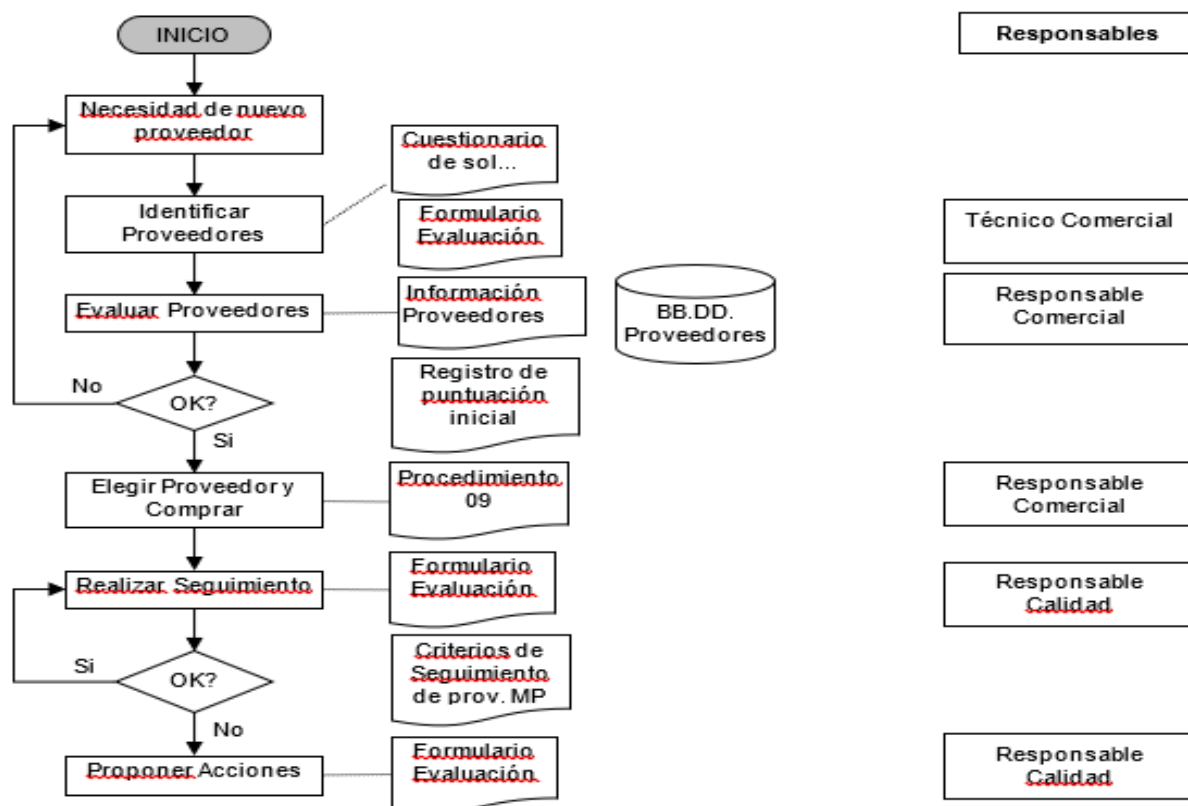 INICIO
Responsables
Necesidad de nuevo
proveedor
Cuestionario
de sol...
Identificar
Proveedores
Formulario
Evaluación
Técnico Comercial
Evaluar Proveedores
Información
Proveedores
BB.DD.
Proveedores
Responsable
Comercial
No
OK?
Si
Registro de
puntuación
inicial
Elegir Proveedor y
Comprar
Procedimiento
09
Responsable
Comercial
Realizar Seguimiento
Formulario
Evaluación
Responsable
Calidad
Si
OK?
No
Criterios de
Seguimiento
de prov. MP
Proponer Acciones
Formulario
Evaluación
Responsable
Calidad